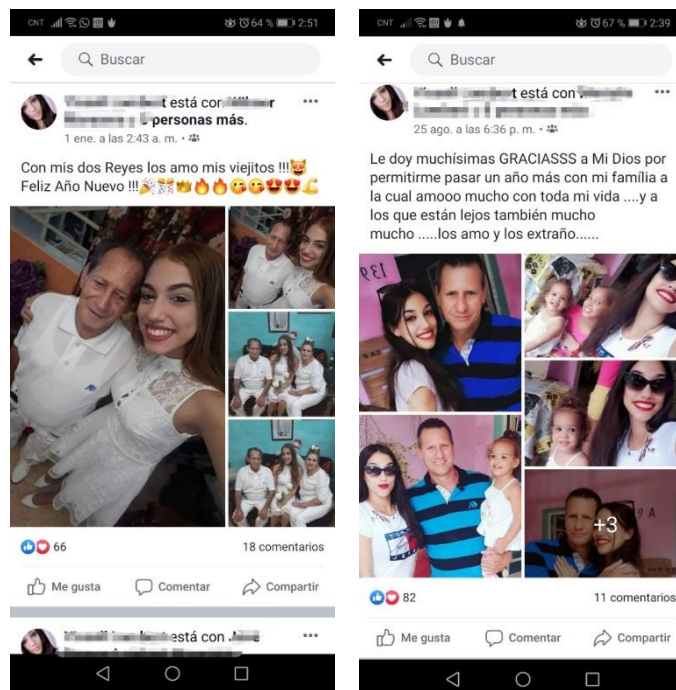 CNT 64 % 2:51
Buscar
t está con
personas más.
1 ene. a las 2:43 a. m.
Con mis dos Reyes los amo mis viejitos !!!😻
Feliz Año Nuevo !!!🎉🎊👑🔥🔥😘😘😍😍💪
66 18 comentarios
Me gusta Comentar Compartir
está con
CNT 67 % 2:39
Buscar
t está con
25 ago. a las 6:36 p. m.
Le doy muchísimas GRACIASSS a Mi Dios por
permitirme pasar un año más con mi família a
la cual amooo mucho con toda mi vida ....y a
los que están lejos también mucho
mucho .....los amo y los extraño......
139
+3
9 A
82 11 comentarios
Me gusta Comentar Compartir